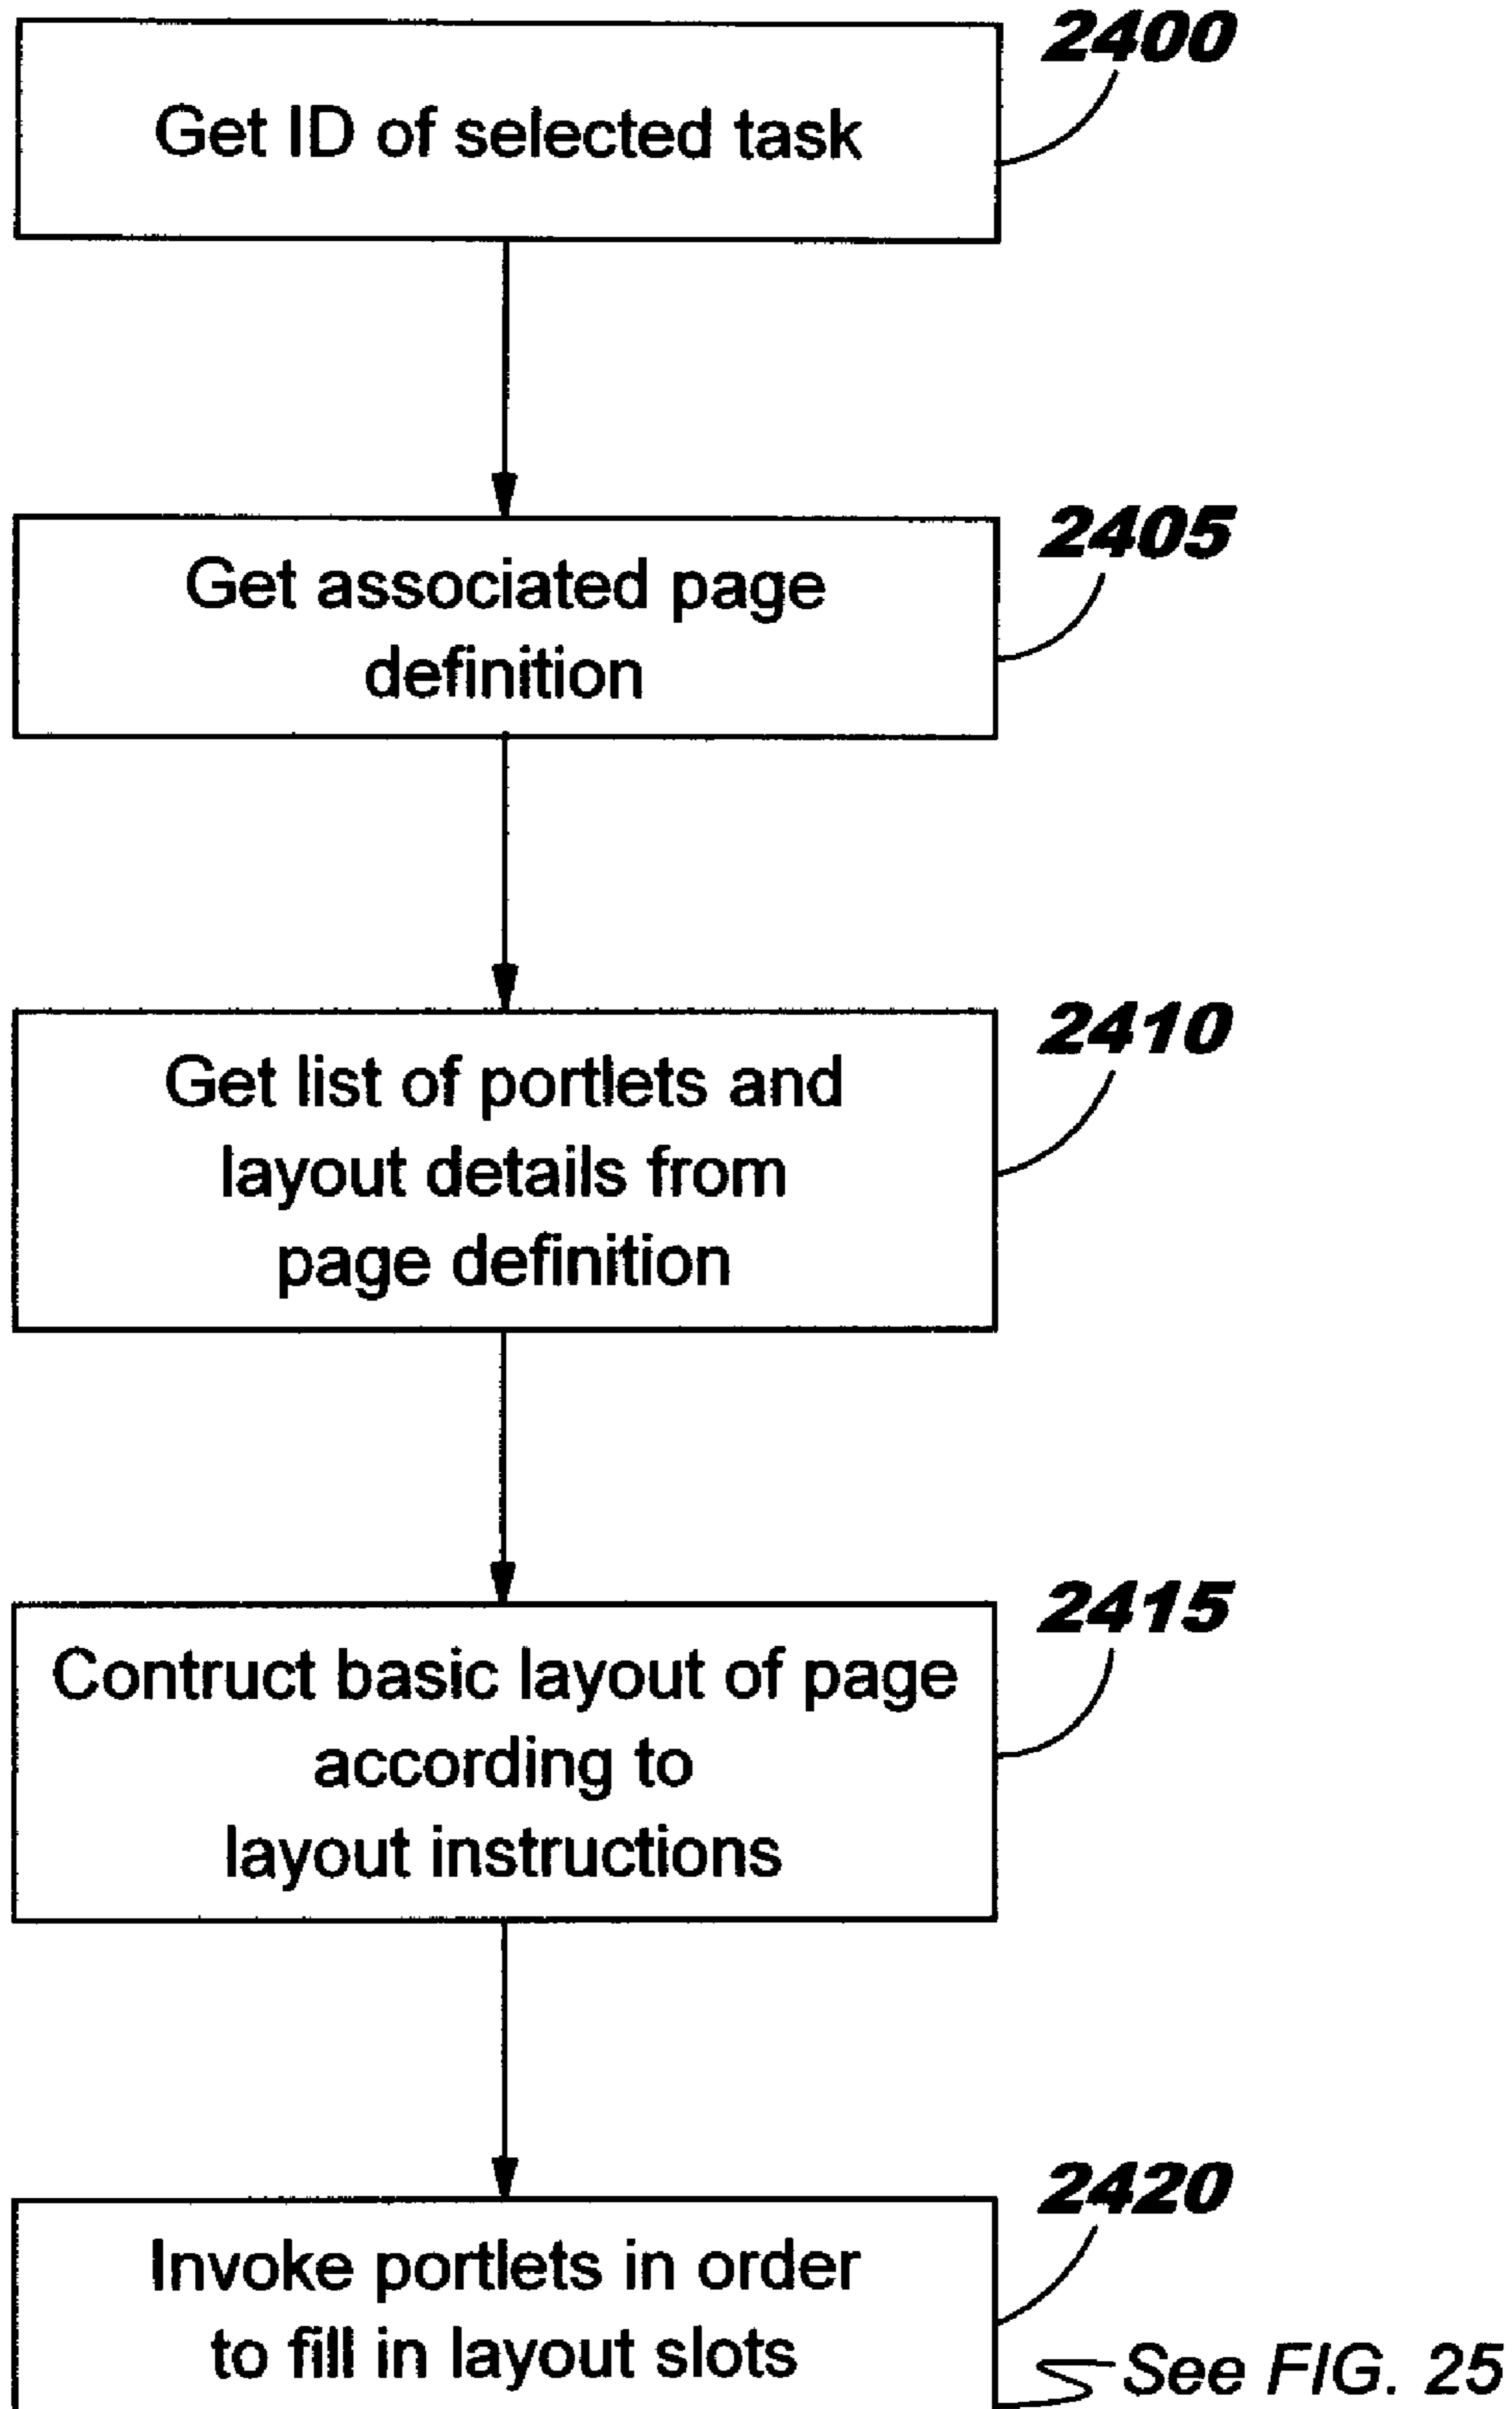 2400
Get ID of selected task
2405
Get associated page
definition
2410
Get list of portlets and
layout details from
page definition
2415
Contruct basic layout of page
according to
layout instructions
2420
Invoke portlets in order
to fill in layout slots
See FIG. 25